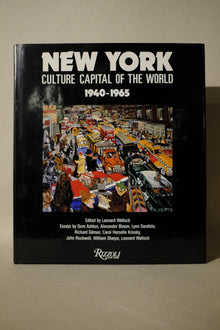 NEW YORK
CULTURE CAPITAL OF THE WORLD
1940-1965
Edited by Leonard Wallock
Essays by Dore Ashton, Alexander Bloom, Lynn Garafola,
Richard Gilman, Carol Herselle Krinsky,
John Rockwell, William Sharpe, Leonard Wallock
RIZZOLI